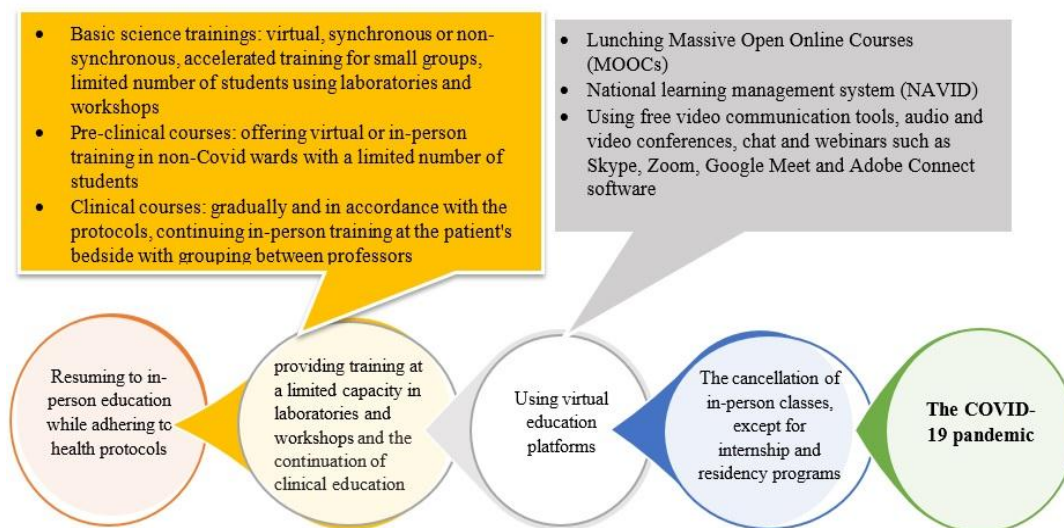 • Basic science trainings: virtual, synchronous or non-
synchronous, accelerated training for small groups,
limited number of students using laboratories and
workshops
• Pre-clinical courses: offering virtual or in-person
training in non-Covid wards with a limited number of
students
• Clinical courses: gradually and in accordance with the
protocols, continuing in-person training at the patient's
bedside with grouping between professors
• Lunching Massive Open Online Courses
(MOOCs)
• National learning management system (NAVID)
• Using free video communication tools, audio and
video conferences, chat and webinars such as
Skype, Zoom, Google Meet and Adobe Connect
software
Resuming to in-
person education
while adhering to
health protocols
providing training at
a limited capacity in
laboratories and
workshops and the
continuation of
clinical education
Using virtual
education
platforms
The cancellation of
in-person classes,
except for
internship and
residency programs
The COVID-
19 pandemic